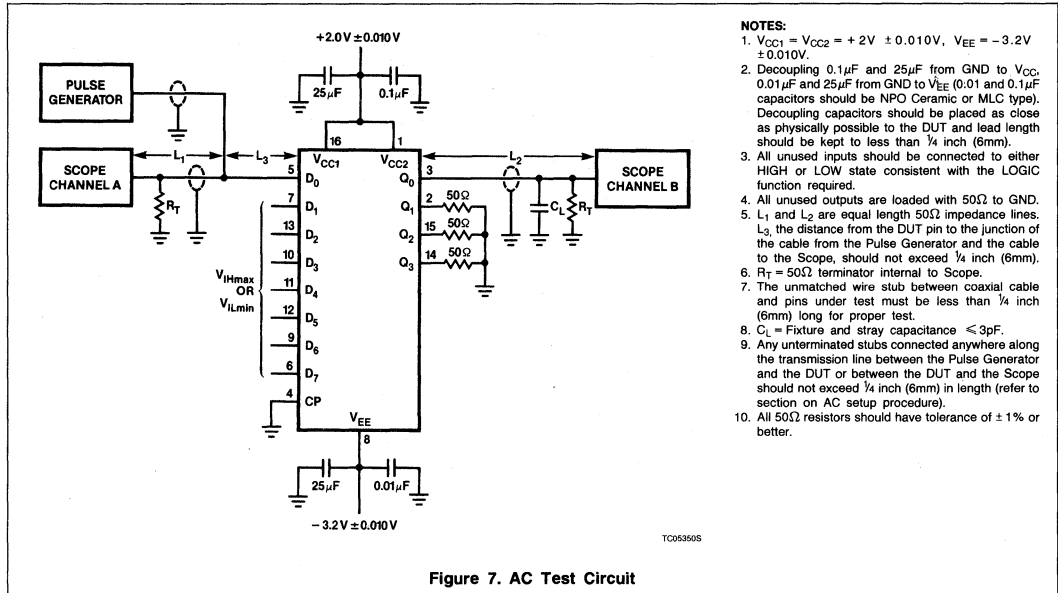 +2.0V ± 0.010V
PULSE
GENERATOR
25μF
0.1μF
16
1
L₁
L₃
VCC1
VCC2
L₂
SCOPE
CHANNEL A
5
D₀
Q₀
3
SCOPE
CHANNEL B
RT
CL
RT
7
D₁
Q₁
2
50Ω
13
D₂
Q₂
15
50Ω
10
D₃
Q₃
14
50Ω
VIHmax
OR
VILmin
11
D₄
12
D₅
9
D₆
6
D₇
4
CP
VEE
8
25μF
0.01μF
− 3.2V ± 0.010V
TC05350S
NOTES:
1. VCC1 = VCC2 = + 2V ± 0.010V, VEE = − 3.2V
± 0.010V.
2. Decoupling 0.1μF and 25μF from GND to VCC,
0.01μF and 25μF from GND to VEE (0:01 and 0.1μF
capacitors should be NPO Ceramic or MLC type).
Decoupling capacitors should be placed as close
as physically possible to the DUT and lead length
should be kept to less than ¼ inch (6mm).
3. All unused inputs should be connected to either
HIGH or LOW state consistent with the LOGIC
function required.
4. All unused outputs are loaded with 50Ω to GND.
5. L₁ and L₂ are equal length 50Ω impedance lines.
L₃, the distance from the DUT pin to the junction of
the cable from the Pulse Generator and the cable
to the Scope, should not exceed ¼ inch (6mm).
6. RT = 50Ω terminator internal to Scope.
7. The unmatched wire stub between coaxial cable
and pins under test must be less than ¼ inch
(6mm) long for proper test.
8. CL = Fixture and stray capacitance ≤ 3pF.
9. Any unterminated stubs connected anywhere along
the transmission line between the Pulse Generator
and the DUT or between the DUT and the Scope
should not exceed ¼ inch (6mm) in length (refer to
section on AC setup procedure).
10. All 50Ω resistors should have tolerance of ± 1% or
better.
Figure 7. AC Test Circuit